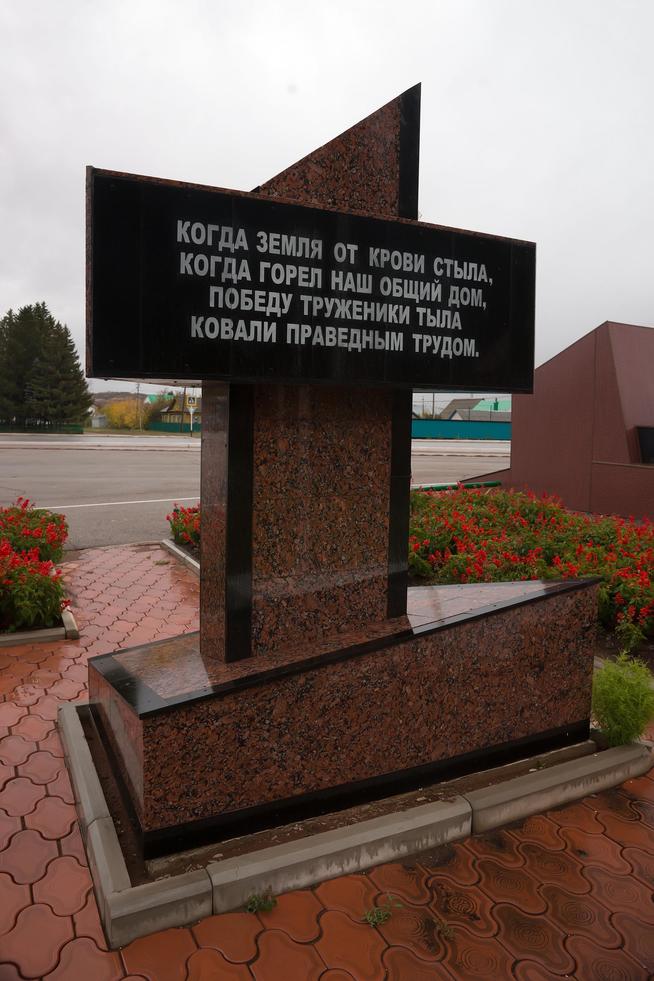 КОГДА ЗЕМЛЯ ОТ КРОВИ СТЫЛА,
КОГДА ГОРЕЛ НАШ ОБЩИЙ ДОМ,
ПОБЕДУ ТРУЖЕНИКИ ТЫЛА
КОВАЛИ ПРАВЕДНЫМ ТРУДОМ.